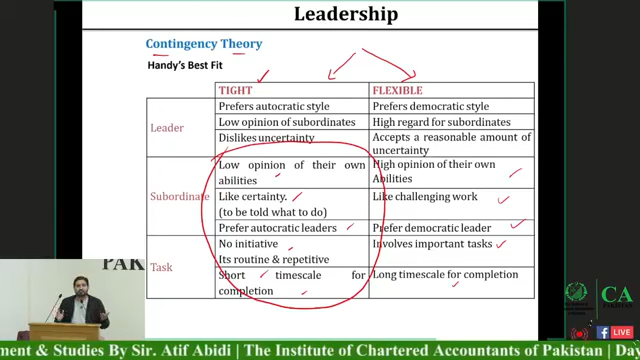 Leadership
Contingency Theory
Handy's Best Fit
TIGHT FLEXIBLE
Leader
Prefers autocratic style
Prefers democratic style
Low opinion of subordinates
High regard for subordinates
Dislikes uncertainty
Accepts a reasonable amount of
uncertainty
Subordinate
Low opinion of their own
abilities
High opinion of their own
Abilities
Like certainty.
(to be told what to do)
Like challenging work
Prefer autocratic leaders
Prefer democratic leader
Task
No initiative
Its routine & repetitive
Involves important tasks
Short timescale for
completion
Long timescale for completion
PAK
CA
PAKISTAN
LIVE
ment & Studies By Sir. Atif Abidi | The Institute of Chartered Accountants of Pakistan | Day